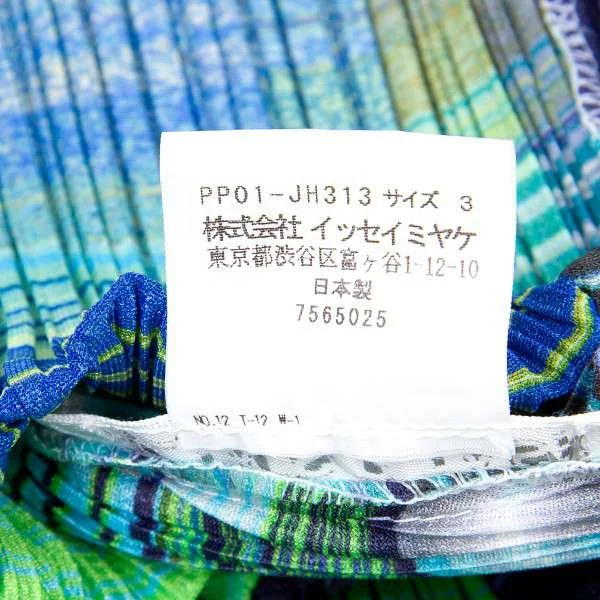 PP01-JH313 サイズ 3
株式会社 イッセイミヤケ
東京都渋谷区富ヶ谷1-12-10
日本製
7565025
NO.12 T-12 W-1